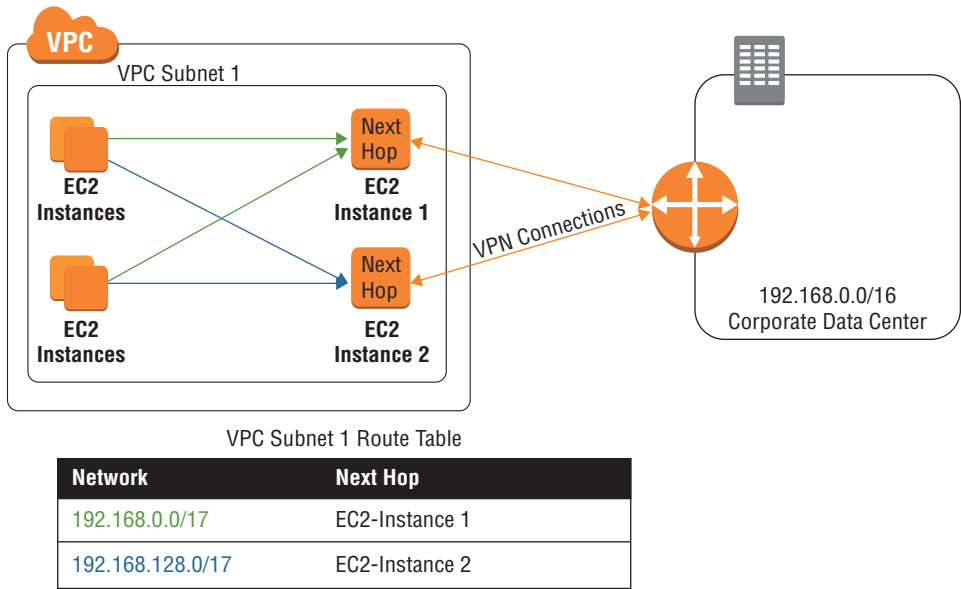 VPC
VPC Subnet 1
EC2
Instances
Next
Hop
EC2
Instance 1
EC2
Instances
Next
Hop
EC2
Instance 2
VPN Connections
192.168.0.0/16
Corporate Data Center
VPC Subnet 1 Route Table
Network Next Hop
192.168.0.0/17 EC2-Instance 1
192.168.128.0/17 EC2-Instance 2